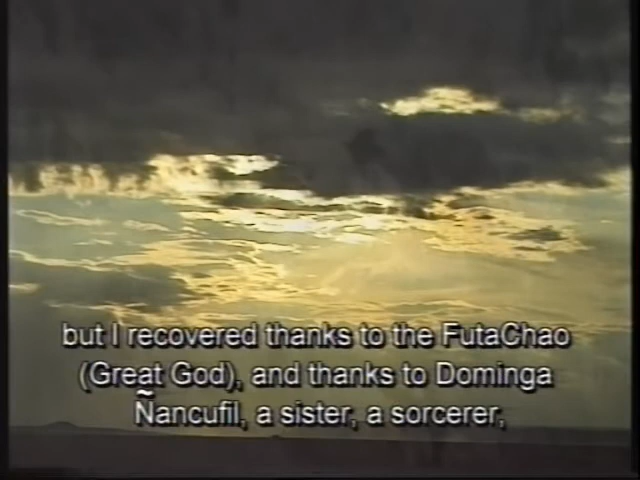 but I recovered thanks to the FutaChao
(Great God), and thanks to Dominga
Ñancufil, a sister, a sorcerer,